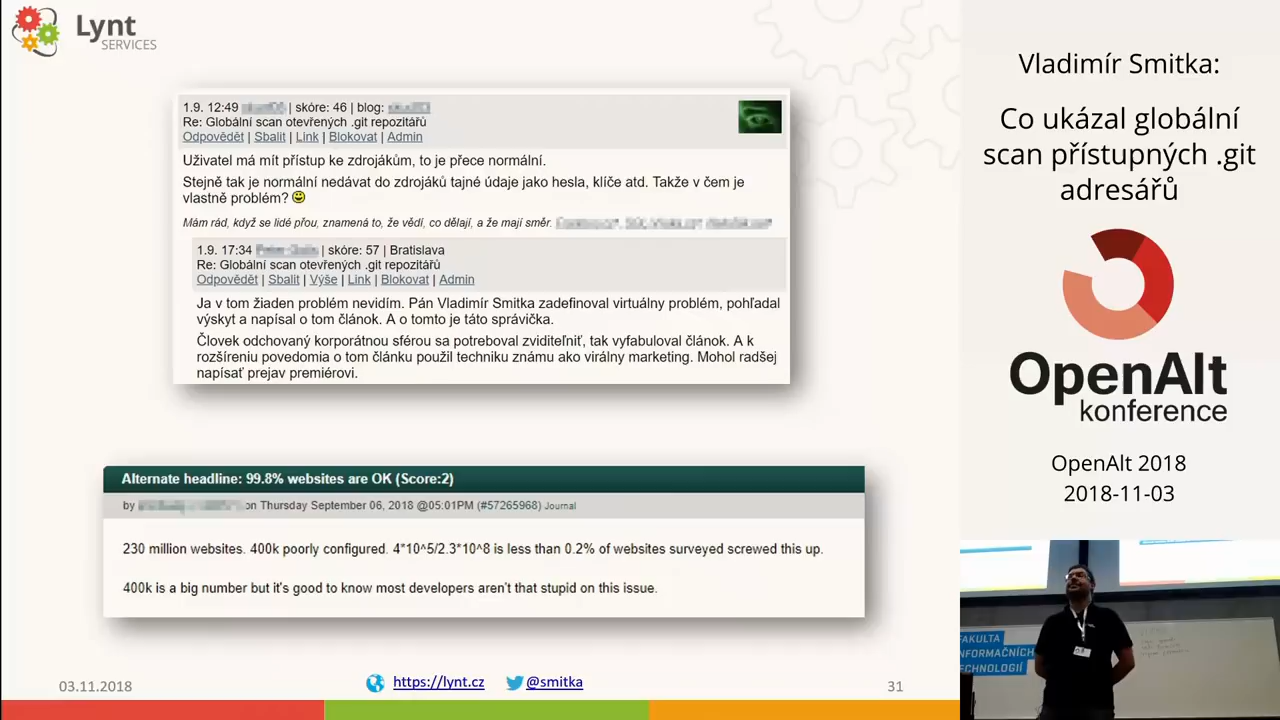 Lynt
SERVICES
1.9. 12:49 | skóre: 46 | blog:
Re: Globální scan otevřených .git repozitářů
Odpovědět | Sbalit | Link | Blokovat | Admin
Uživatel má mít přístup ke zdrojákům, to je přece normální.
Stejně tak je normální nedávat do zdrojáků tajné údaje jako hesla, klíče atd. Takže v čem je
vlastně problém?
Mám rád, když se lidé přou, znamená to, že vědí, co dělají, a že mají směr.
1.9. 17:34 | skóre: 57 | Bratislava
Re: Globální scan otevřených .git repozitářů
Odpovědět | Sbalit | Výše | Link | Blokovat | Admin
Ja v tom žiaden problém nevidím. Pán Vladimír Smitka zadefinoval virtuálny problém, pohľadal
výskyt a napísal o tom článok. A o tomto je táto správička.
Človek odchovaný korporátnou sférou sa potreboval zviditeľniť, tak vyfabuloval článok. A k
rozšíreniu povedomia o tom článku použil techniku známu ako virálny marketing. Mohol radšej
napísať prejav premiérovi.
Alternate headline: 99.8% websites are OK (Score:2)
by on Thursday September 06, 2018 @05:01PM (#57265968) Journal
230 million websites. 400k poorly configured. 4*10^5/2.3*10^8 is less than 0.2% of websites surveyed screwed this up.
400k is a big number but it's good to know most developers aren't that stupid on this issue.
03.11.2018
https://lynt.cz
@smitka
31
Vladimír Smitka:
Co ukázal globální
scan přístupných .git
adresářů
OpenAlt
konference
OpenAlt 2018
2018-11-03
FAKULTA
INFORMAČNÍCH
TECHNOLOGIÍ